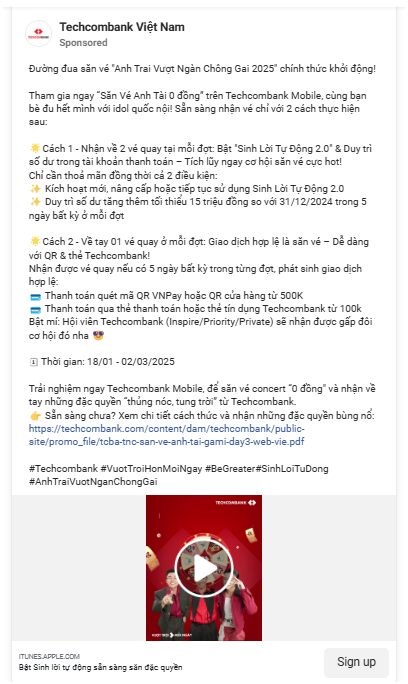 Techcombank Việt Nam
Sponsored
Đường đua săn vé "Anh Trai Vượt Ngàn Chông Gai 2025" chính thức khởi động!
Tham gia ngay “Săn Vé Anh Tài 0 đồng” trên Techcombank Mobile, cùng bạn
bè đu hết mình với idol quốc nội! Sẵn sàng nhận vé chỉ với 2 cách thực hiện
sau:
🌟Cách 1 - Nhận về 2 vé quay tại mỗi đợt: Bật "Sinh Lời Tự Động 2.0" & Duy trì
số dư trong tài khoản thanh toán – Tích lũy ngay cơ hội săn vé cực hot!
Chỉ cần thoả mãn đồng thời cả 2 điều kiện:
✨ Kích hoạt mới, nâng cấp hoặc tiếp tục sử dụng Sinh Lời Tự Động 2.0
✨ Duy trì số dư tăng thêm tối thiểu 15 triệu đồng so với 31/12/2024 trong 5
ngày bất kỳ ở mỗi đợt
🌟Cách 2 - Về tay 01 vé quay ở mỗi đợt: Giao dịch hợp lệ là săn vé – Dễ dàng
với QR & thẻ Techcombank!
Nhận được vé quay nếu có 5 ngày bất kỳ trong từng đợt, phát sinh giao dịch
hợp lệ:
💳 Thanh toán quét mã QR VNPay hoặc QR cửa hàng từ 500K
💳 Thanh toán qua thẻ thanh toán hoặc thẻ tín dụng Techcombank từ 100k
Bật mí: Hội viên Techcombank (Inspire/Priority/Private) sẽ nhận được gấp đôi
cơ hội đó nha 😎
🗓 Thời gian: 18/01 - 02/03/2025
Trải nghiệm ngay Techcombank Mobile, để săn vé concert “0 đồng" và nhận về
tay những đặc quyền “thủng nóc, tung trời” từ Techcombank.
👉 Sẵn sàng chưa? Xem chi tiết cách thức và nhận những đặc quyền bùng nổ:
https://techcombank.com/content/dam/techcombank/public-
site/promo_file/tcba-tnc-san-ve-anh-tai-gami-day3-web-vie.pdf
#Techcombank #VuotTroiHonMoiNgay #BeGreater#SinhLoiTuDong
#AnhTraiVuotNganChongGai
TECHCOMBANK
VƯỢT TRỘI HƠN MỖI NGÀY
ITUNES.APPLE.COM
Bật Sinh lời tự động sẵn sàng săn đặc quyền
Sign up